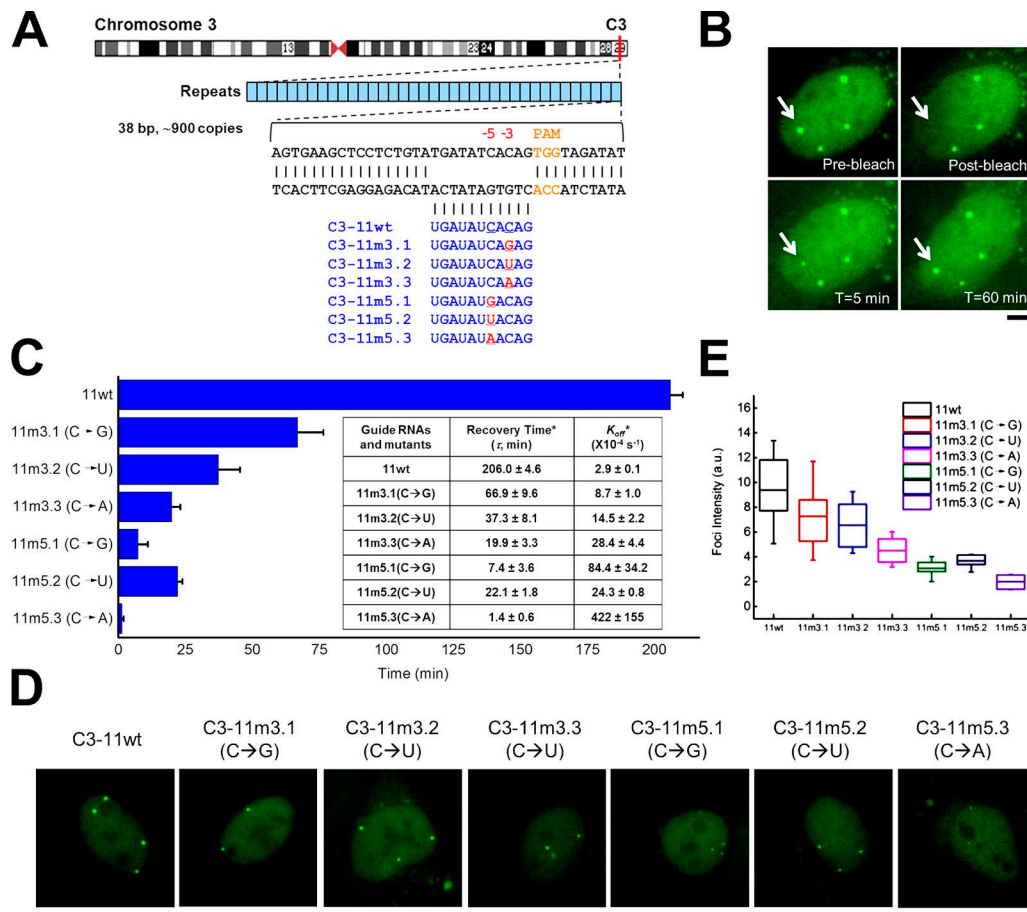 A
Chromosome 3
C3
13
23
24
28
29
Repeats
38 bp, ~900 copies
-5 -3 PAM
AGTGAAGCTCCTCTGTATGATATCACAGTGGTAGATAT
TCACTTCGAGGAGACATACTATAGTGTCACCATCTATA
C3-11wt UGAUAUCACAG
C3-11m3.1 UGAUAUCAGAG
C3-11m3.2 UGAUAUCAUAG
C3-11m3.3 UGAUAUCAAAG
C3-11m5.1 UGAUAUGACAG
C3-11m5.2 UGAUAUUACAG
C3-11m5.3 UGAUAUAACAG
B
Pre-bleach
Post-bleach
T=5 min
T=60 min
C
11wt
11m3.1 (C→G)
11m3.2 (C→U)
11m3.3 (C→A)
11m5.1 (C→G)
11m5.2 (C→U)
11m5.3 (C→A)
0 25 50 75 100 125 150 175 200
Time (min)
Guide RNAs and mutants Recovery Time* (τ, min) Koff* (X10-4 s-1)
11wt 206.0 ± 4.6 2.9 ± 0.1
11m3.1(C→G) 66.9 ± 9.6 8.7 ± 1.0
11m3.2(C→U) 37.3 ± 8.1 14.5 ± 2.2
11m3.3(C→A) 19.9 ± 3.3 28.4 ± 4.4
11m5.1(C→G) 7.4 ± 3.6 84.4 ± 34.2
11m5.2(C→U) 22.1 ± 1.8 24.3 ± 0.8
11m5.3(C→A) 1.4 ± 0.6 422 ± 155
E
Foci Intensity (a.u.)
16
14
12
10
8
6
4
2
0
11wt
11m3.1 (C→G)
11m3.2 (C→U)
11m3.3 (C→A)
11m5.1 (C→G)
11m5.2 (C→U)
11m5.3 (C→A)
11wt 11m3.1 11m3.2 11m3.3 11m5.1 11m5.2 11m5.3
D
C3-11wt
C3-11m3.1
(C→G)
C3-11m3.2
(C→U)
C3-11m3.3
(C→U)
C3-11m5.1
(C→G)
C3-11m5.2
(C→U)
C3-11m5.3
(C→A)